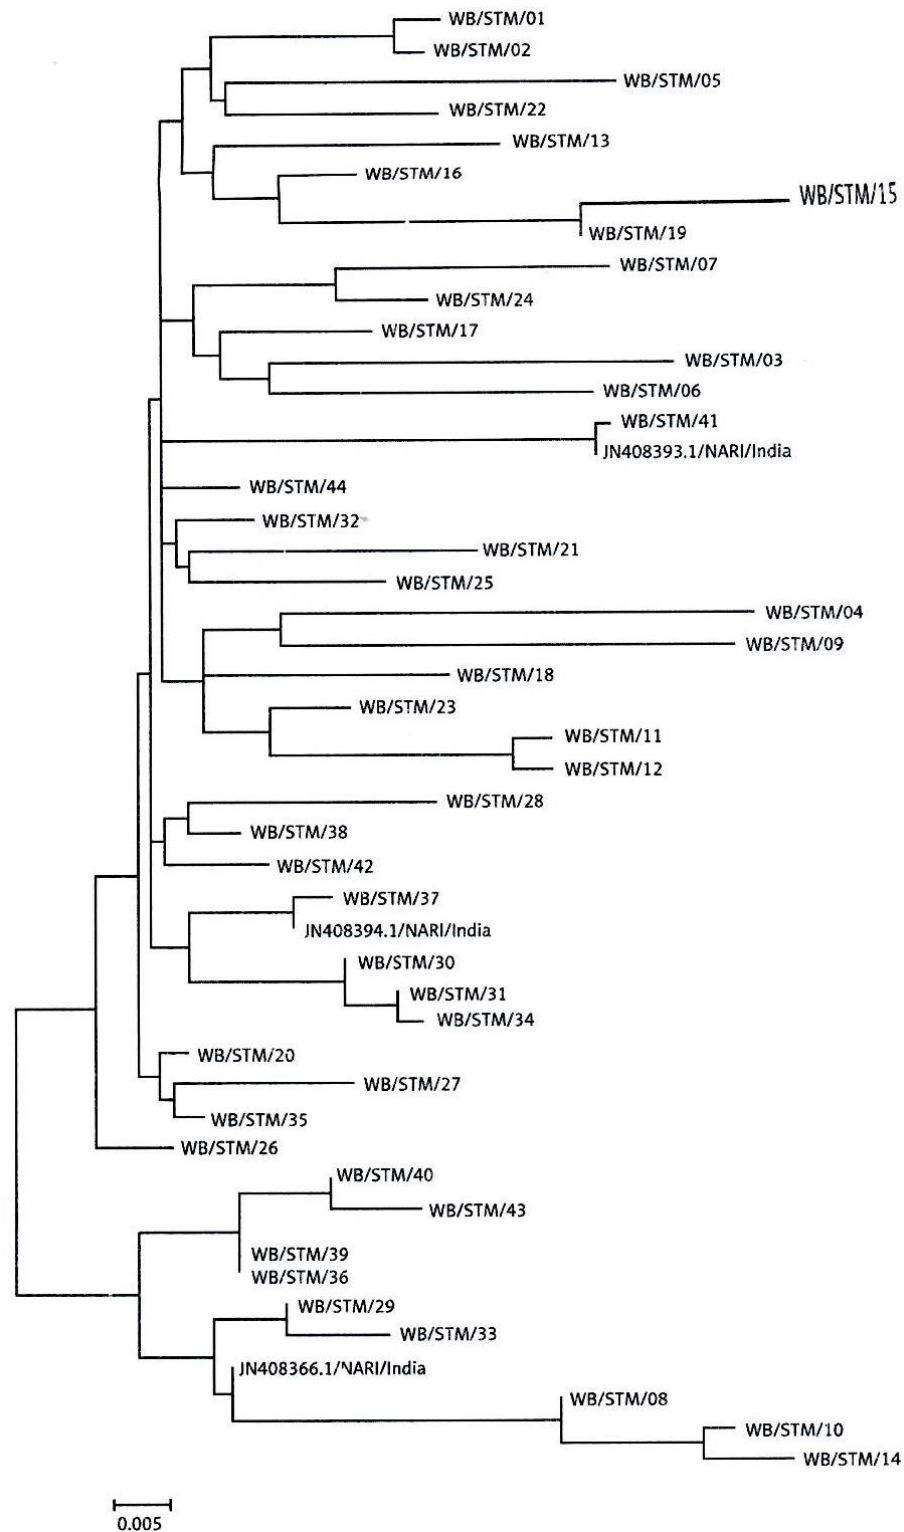 WB/STM/01
WB/STM/02
WB/STM/05
WB/STM/22
WB/STM/13
WB/STM/16
WB/STM/15
WB/STM/19
WB/STM/07
WB/STM/24
WB/STM/17
WB/STM/03
WB/STM/06
WB/STM/41
JN408393.1/NARI/India
WB/STM/44
WB/STM/32
WB/STM/21
WB/STM/25
WB/STM/04
WB/STM/09
WB/STM/18
WB/STM/23
WB/STM/11
WB/STM/12
WB/STM/28
WB/STM/38
WB/STM/42
WB/STM/37
JN408394.1/NARI/India
WB/STM/30
WB/STM/31
WB/STM/34
WB/STM/20
WB/STM/27
WB/STM/35
WB/STM/26
WB/STM/40
WB/STM/43
WB/STM/39
WB/STM/36
WB/STM/29
WB/STM/33
JN408366.1/NARI/India
WB/STM/08
WB/STM/10
WB/STM/14
0.005